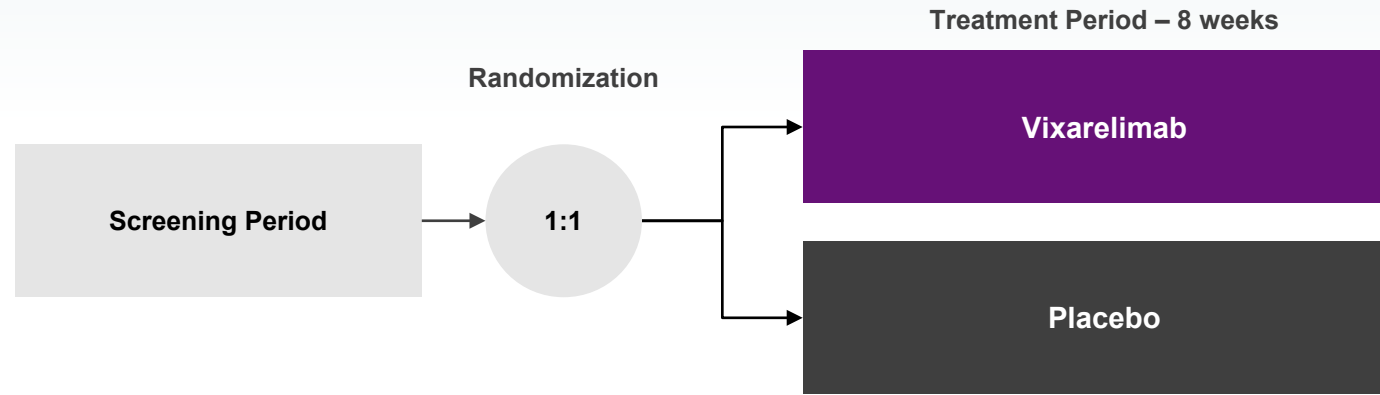 Treatment Period – 8 weeks
Randomization
Vixarelimab
Screening Period
1:1
Placebo